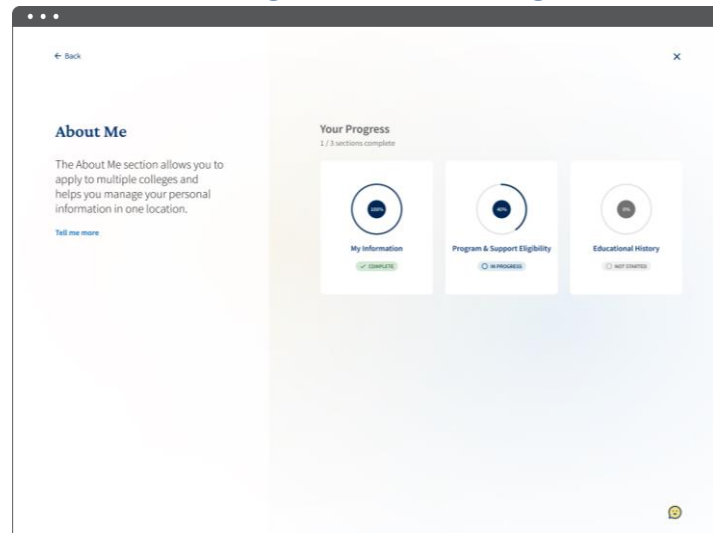 ← Back
×
About Me
The About Me section allows you to
apply to multiple colleges and
helps you manage your personal
information in one location.
Tell me more
Your Progress
1 / 3 sections complete
100%
My Information
✓ COMPLETE
40%
Program & Support Eligibility
IN PROGRESS
0%
Educational History
NOT STARTED